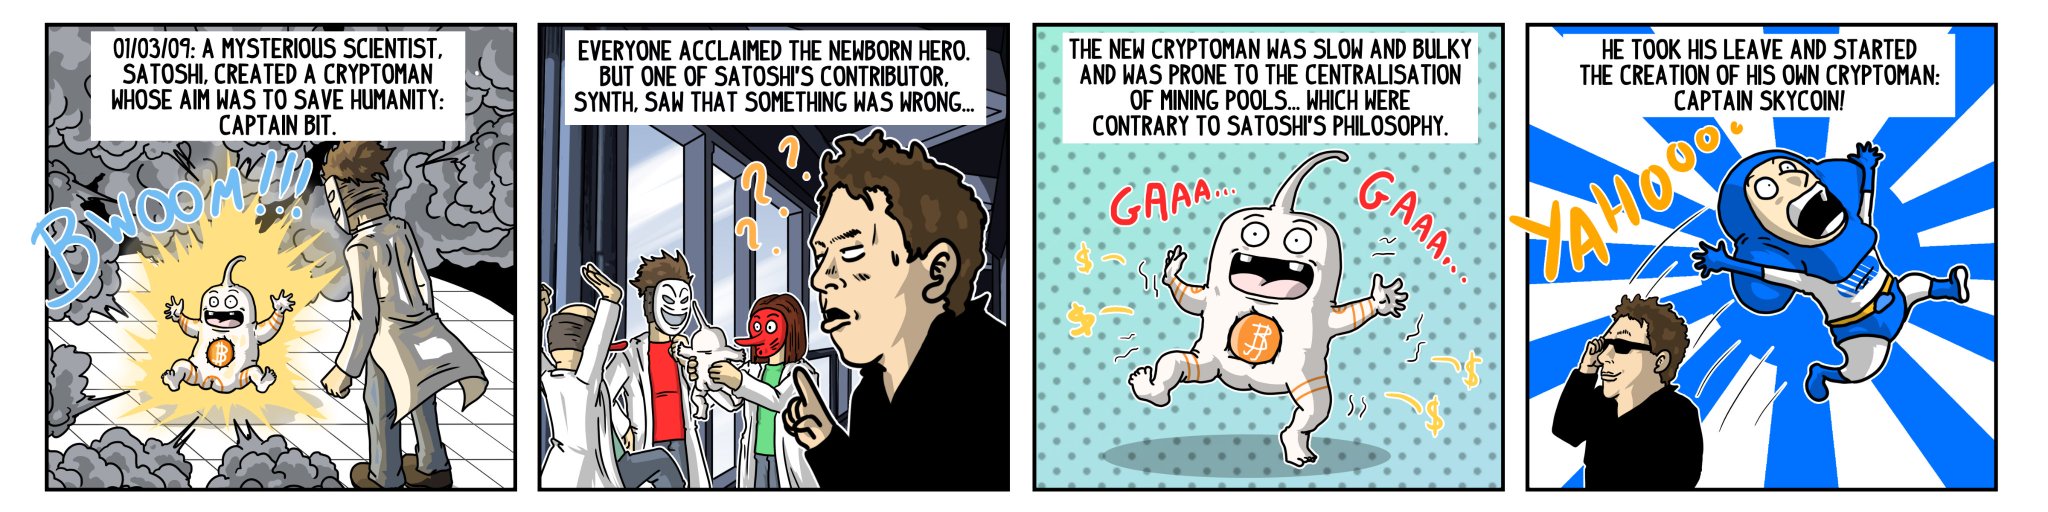 01/03/09: A MYSTERIOUS SCIENTIST,
SATOSHI, CREATED A CRYPTOMAN
WHOSE AIM WAS TO SAVE HUMANITY:
CAPTAIN BIT.
BWOOM!!!
EVERYONE ACCLAIMED THE NEWBORN HERO.
BUT ONE OF SATOSHI'S CONTRIBUTOR,
SYNTH, SAW THAT SOMETHING WAS WRONG...
? ? ?
THE NEW CRYPTOMAN WAS SLOW AND BULKY
AND WAS PRONE TO THE CENTRALISATION
OF MINING POOLS... WHICH WERE
CONTRARY TO SATOSHI'S PHILOSOPHY.
GAAA...
GAAA...
$
$
$
$
HE TOOK HIS LEAVE AND STARTED
THE CREATION OF HIS OWN CRYPTOMAN:
CAPTAIN SKYCOIN!
YAHOOO...